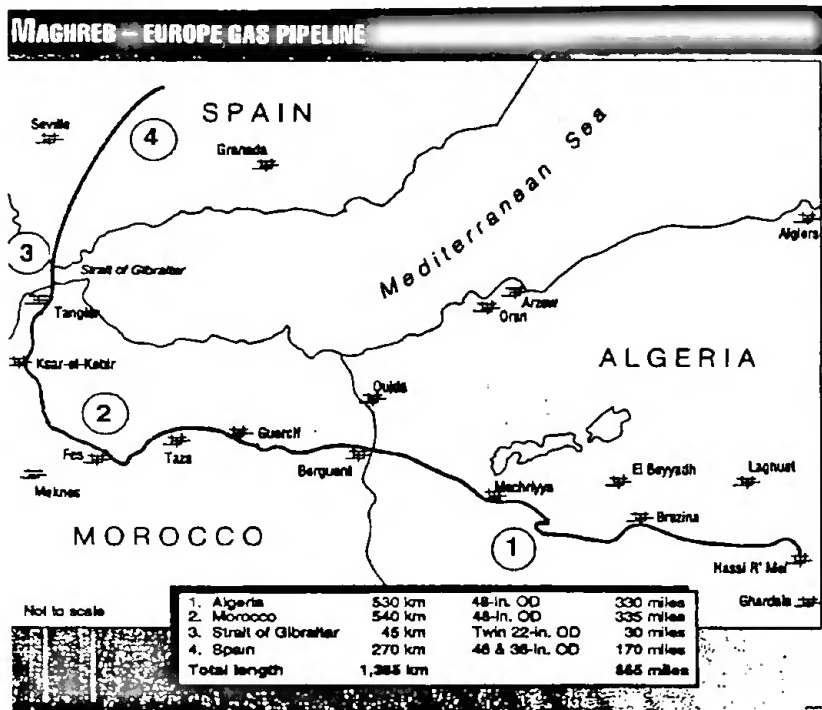 MAGHREB – EUROPE GAS PIPELINE
SPAIN
Seville
4
Granada
Mediterranean Sea
Algiers
3
Strait of Gibraltar
Tangier
Arzew
Oran
Ksar-el-Kebir
ALGERIA
Oujda
2
Guercif
Fes
Taza
Berguent
Meknes
Mechriyya
El Bayyadh
Laghuat
Brezina
MOROCCO
1
Hassi R' Mel
Ghardaia
Not to scale
1. Algeria 530 km 48-in. OD 330 miles
2. Morocco 540 km 48-in. OD 335 miles
3. Strait of Gibraltar 45 km Twin 22-in. OD 30 miles
4. Spain 270 km 48 & 36-in. OD 170 miles
Total length 1,385 km 865 miles